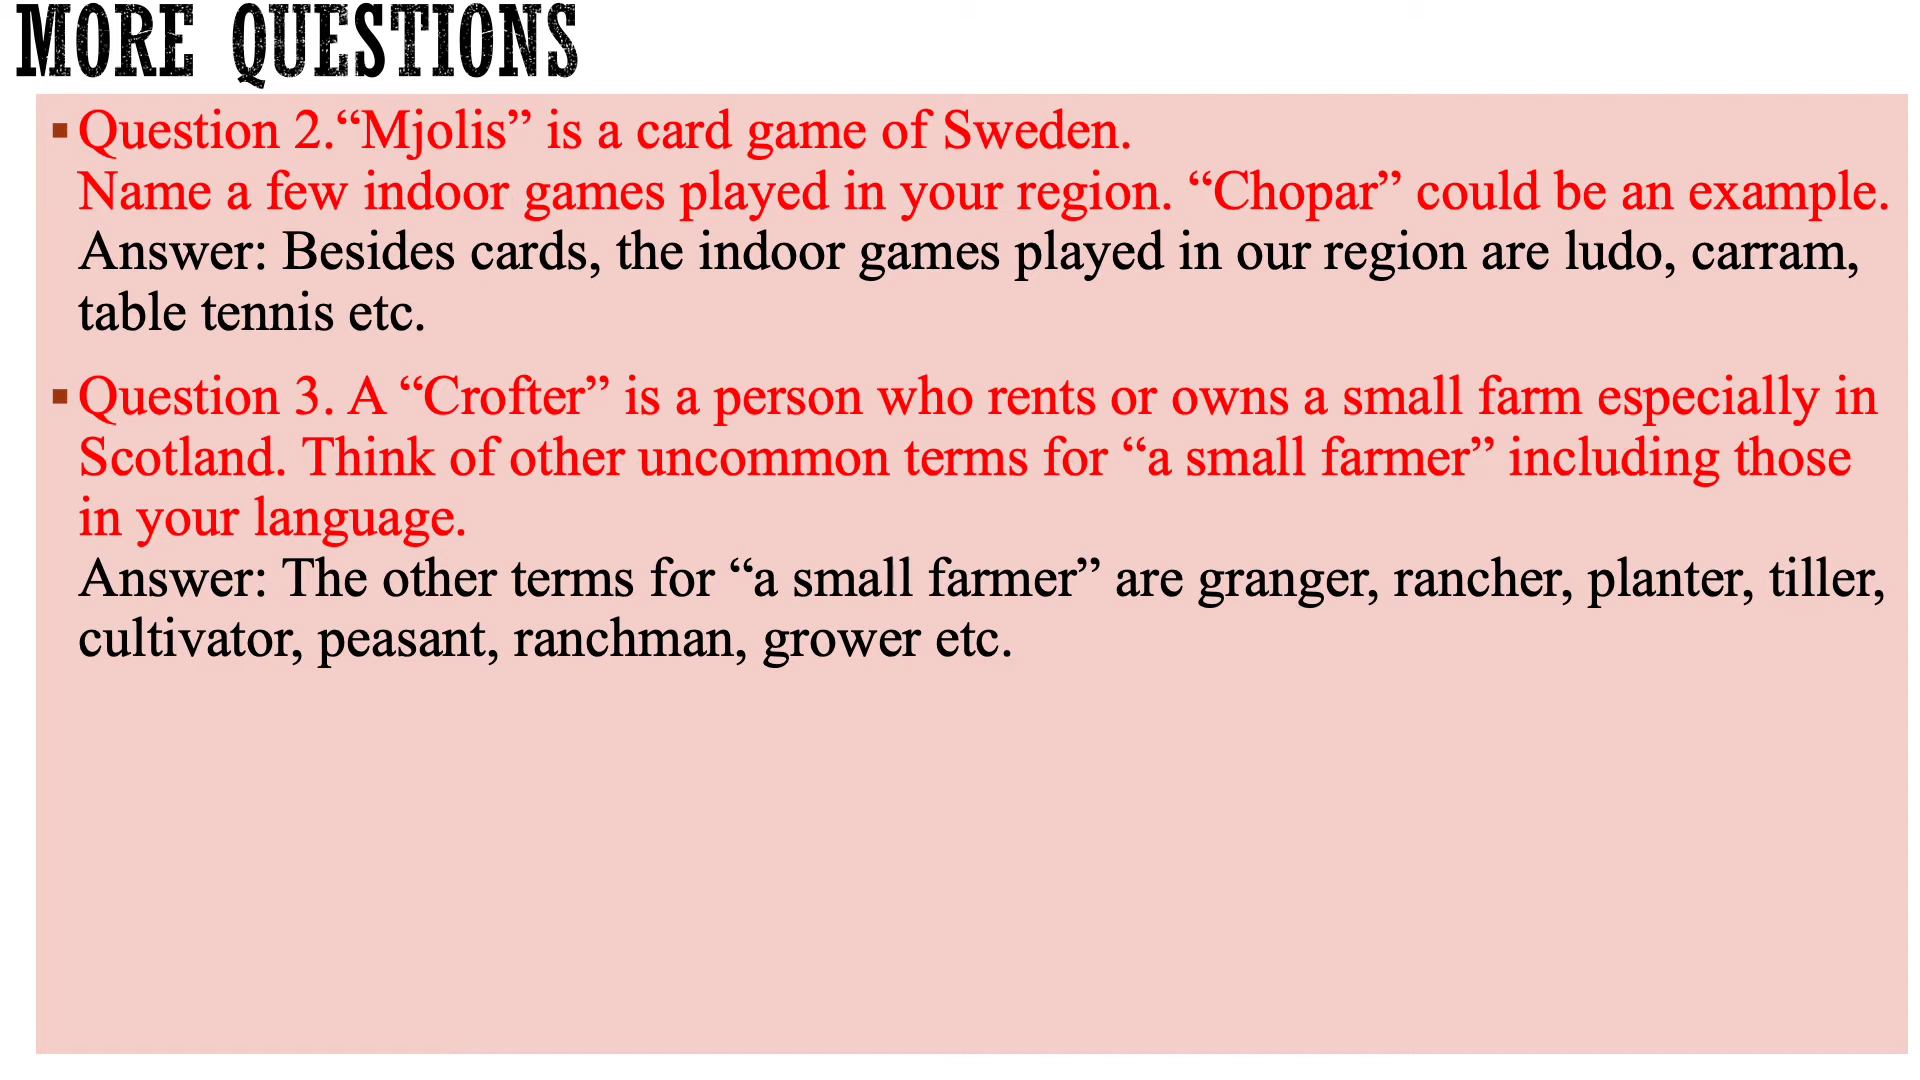 MORE QUESTIONS
▪Question 2.“Mjolis” is a card game of Sweden.
Name a few indoor games played in your region. “Chopar” could be an example.
Answer: Besides cards, the indoor games played in our region are ludo, carram,
table tennis etc.
▪Question 3. A “Crofter” is a person who rents or owns a small farm especially in
Scotland. Think of other uncommon terms for “a small farmer” including those
in your language.
Answer: The other terms for “a small farmer” are granger, rancher, planter, tiller,
cultivator, peasant, ranchman, grower etc.